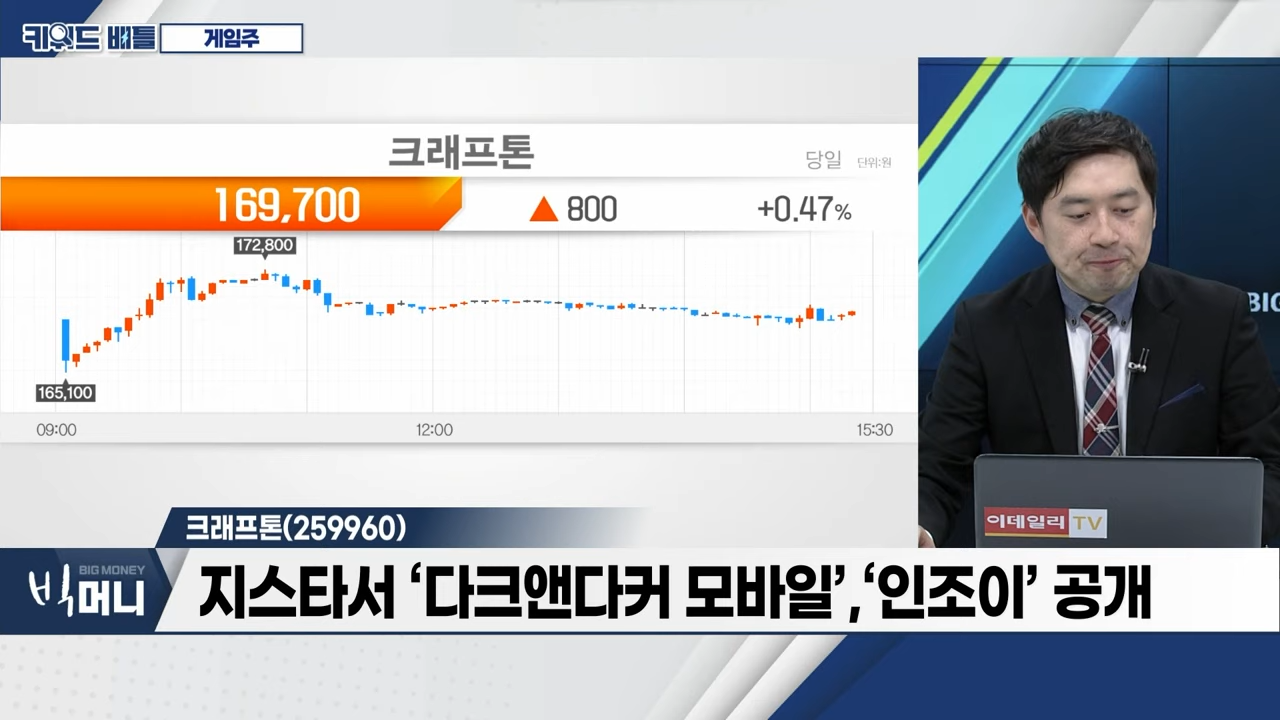 키워드 배틀
게임주
크래프톤
당일 단위:원
169,700 ▲ 800 +0.47%
172,800
165,100
09:00 12:00 15:30
BIG
이데일리 TV
크래프톤(259960)
BIG MONEY
빅머니
지스타서 ‘다크앤다커 모바일’, ‘인조이’ 공개